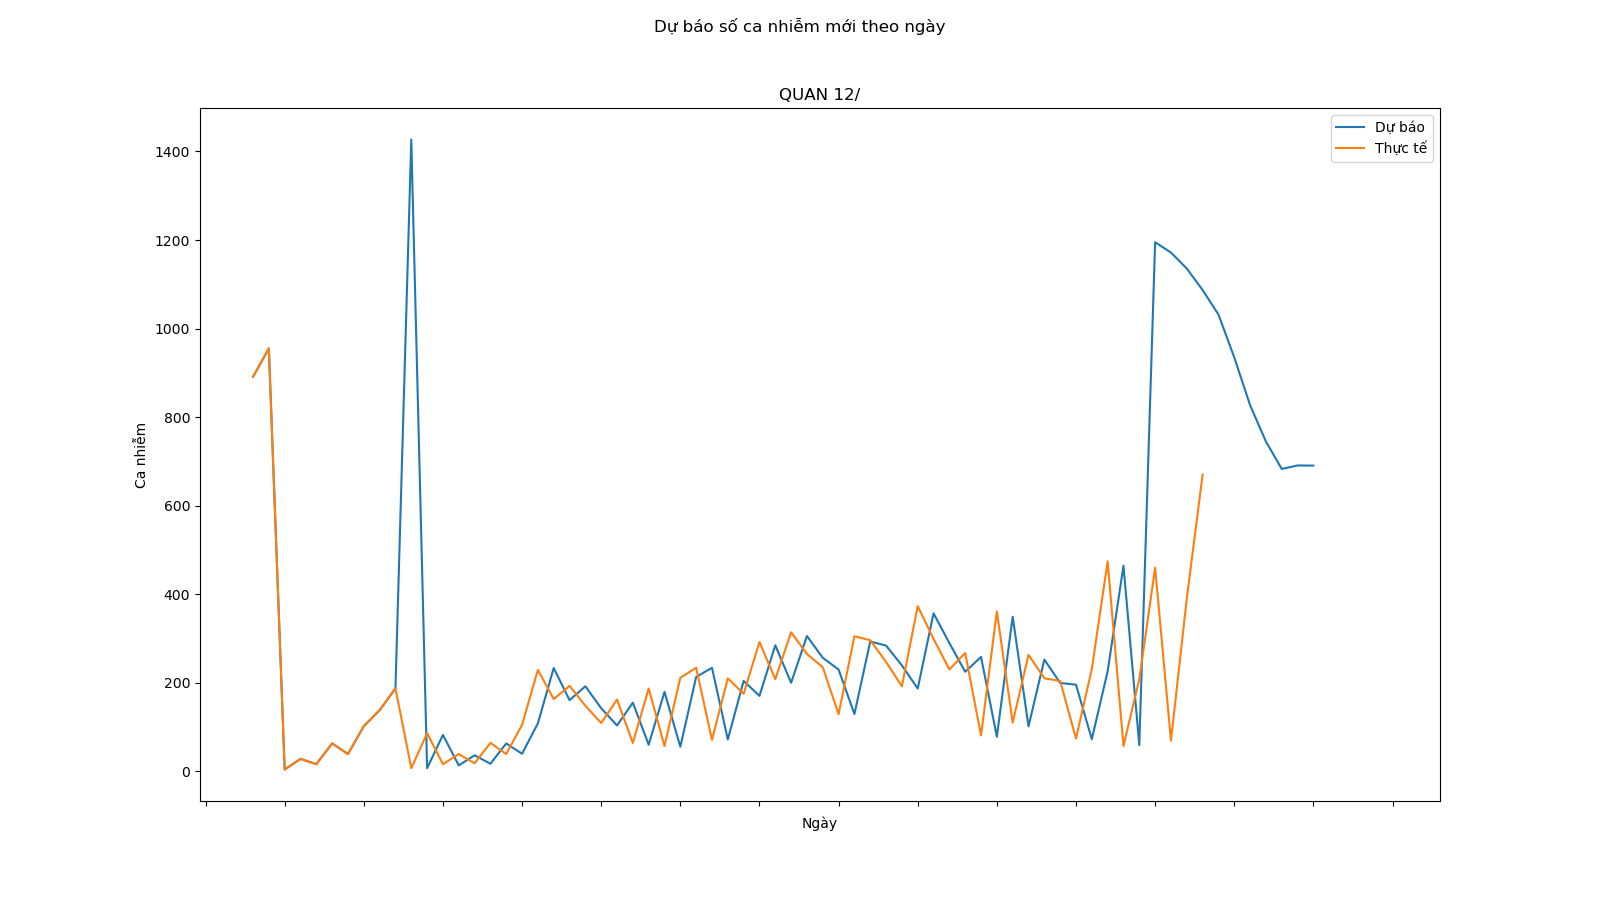 Dự báo số ca nhiễm mới theo ngày
QUAN 12/
Dự báo
Thực tế
1400
1200
1000
800
600
400
200
0
Ca nhiễm
Ngày